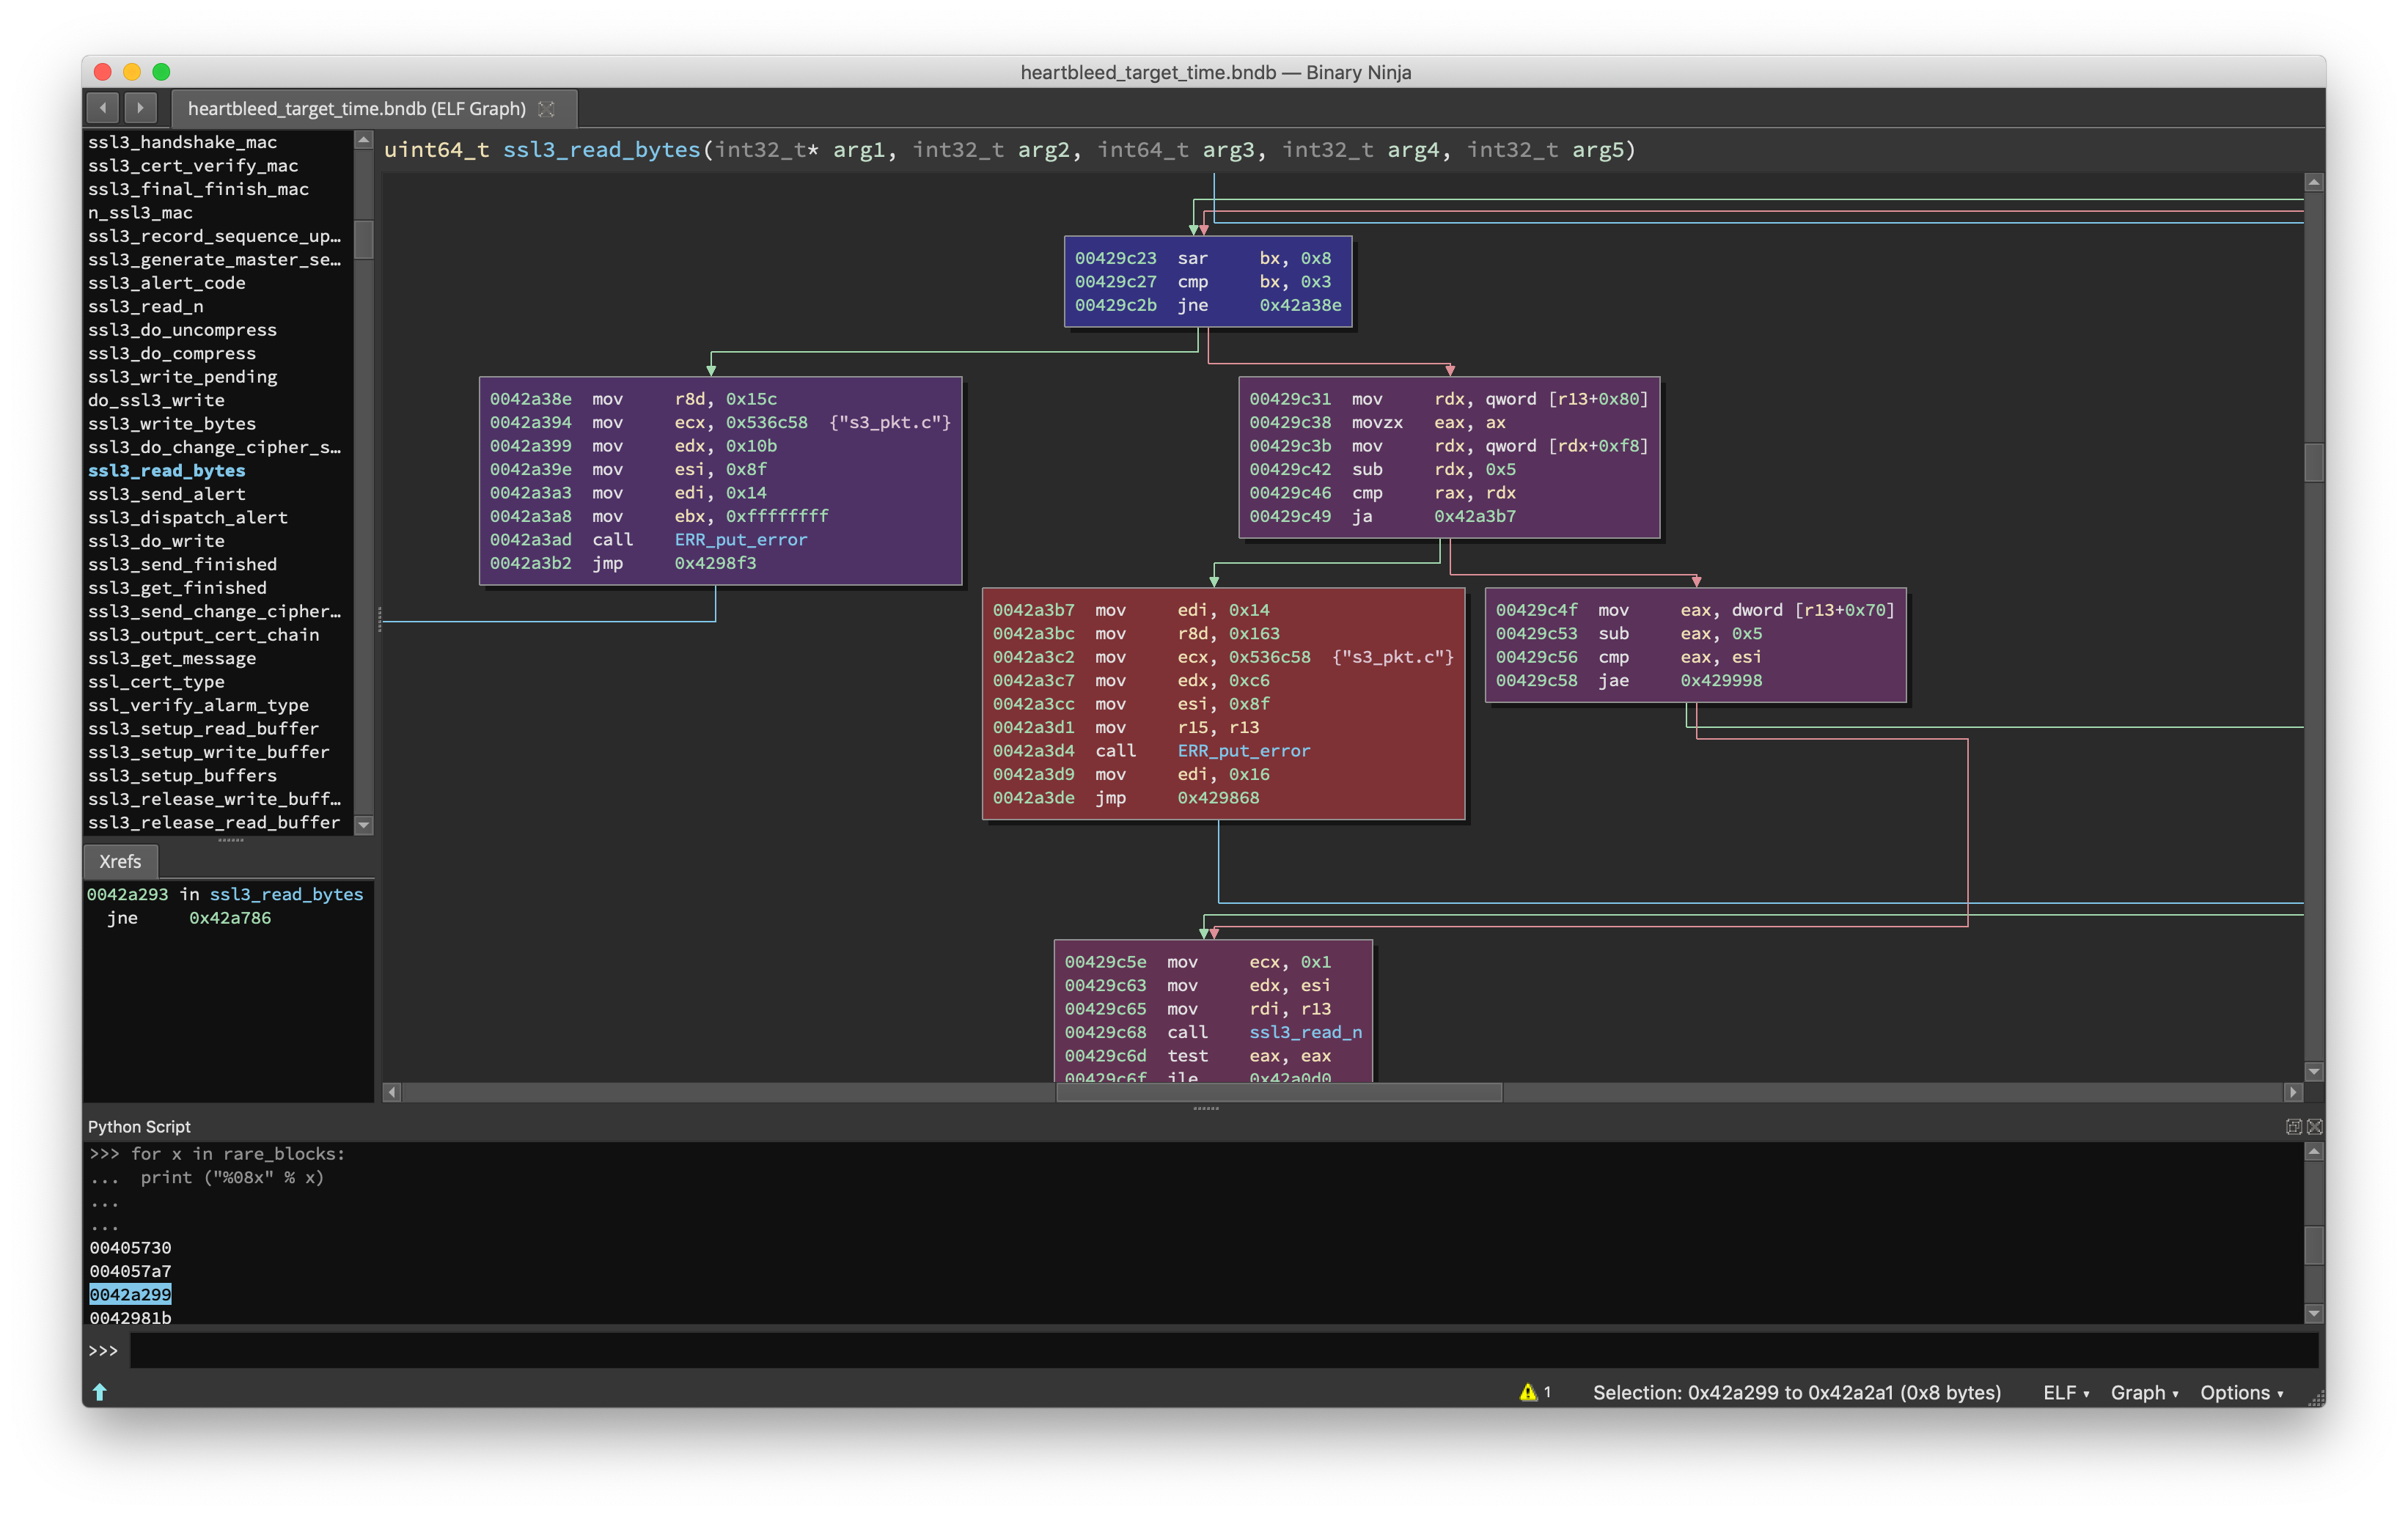 heartbleed_target_time.bndb — Binary Ninja
heartbleed_target_time.bndb (ELF Graph)
ssl3_handshake_mac
ssl3_cert_verify_mac
ssl3_final_finish_mac
n_ssl3_mac
ssl3_record_sequence_up…
ssl3_generate_master_se…
ssl3_alert_code
ssl3_read_n
ssl3_do_uncompress
ssl3_do_compress
ssl3_write_pending
do_ssl3_write
ssl3_write_bytes
ssl3_do_change_cipher_s…
ssl3_read_bytes
ssl3_send_alert
ssl3_dispatch_alert
ssl3_do_write
ssl3_send_finished
ssl3_get_finished
ssl3_send_change_cipher…
ssl3_output_cert_chain
ssl3_get_message
ssl_cert_type
ssl_verify_alarm_type
ssl3_setup_read_buffer
ssl3_setup_write_buffer
ssl3_setup_buffers
ssl3_release_write_buff…
ssl3_release_read_buffer
Xrefs
0042a293 in ssl3_read_bytes
jne 0x42a786
uint64_t ssl3_read_bytes(int32_t* arg1, int32_t arg2, int64_t arg3, int32_t arg4, int32_t arg5)
00429c23 sar bx, 0x8
00429c27 cmp bx, 0x3
00429c2b jne 0x42a38e
0042a38e mov r8d, 0x15c
0042a394 mov ecx, 0x536c58 {"s3_pkt.c"}
0042a399 mov edx, 0x10b
0042a39e mov esi, 0x8f
0042a3a3 mov edi, 0x14
0042a3a8 mov ebx, 0xffffffff
0042a3ad call ERR_put_error
0042a3b2 jmp 0x4298f3
00429c31 mov rdx, qword [r13+0x80]
00429c38 movzx eax, ax
00429c3b mov rdx, qword [rdx+0xf8]
00429c42 sub rdx, 0x5
00429c46 cmp rax, rdx
00429c49 ja 0x42a3b7
0042a3b7 mov edi, 0x14
0042a3bc mov r8d, 0x163
0042a3c2 mov ecx, 0x536c58 {"s3_pkt.c"}
0042a3c7 mov edx, 0xc6
0042a3cc mov esi, 0x8f
0042a3d1 mov r15, r13
0042a3d4 call ERR_put_error
0042a3d9 mov edi, 0x16
0042a3de jmp 0x429868
00429c4f mov eax, dword [r13+0x70]
00429c53 sub eax, 0x5
00429c56 cmp eax, esi
00429c58 jae 0x429998
00429c5e mov ecx, 0x1
00429c63 mov edx, esi
00429c65 mov rdi, r13
00429c68 call ssl3_read_n
00429c6d test eax, eax
00429c6f jle 0x42a0d0
Python Script
>>> for x in rare_blocks:
... print ("%08x" % x)
...
...
00405730
004057a7
0042a299
0042981b
>>>
1 Selection: 0x42a299 to 0x42a2a1 (0x8 bytes) ELF Graph Options